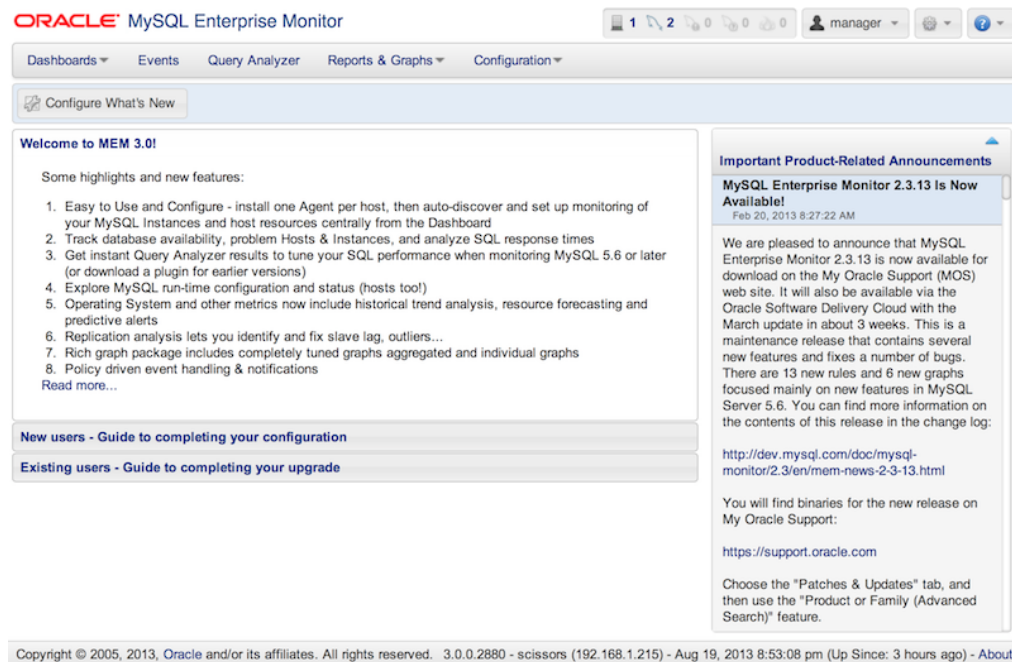 ORACLE MySQL Enterprise Monitor
1 2 0 0 0
manager
Dashboards Events Query Analyzer Reports & Graphs Configuration
Configure What's New
Welcome to MEM 3.0!
Some highlights and new features:
1. Easy to Use and Configure - install one Agent per host, then auto-discover and set up monitoring of
your MySQL Instances and host resources centrally from the Dashboard
2. Track database availability, problem Hosts & Instances, and analyze SQL response times
3. Get instant Query Analyzer results to tune your SQL performance when monitoring MySQL 5.6 or later
(or download a plugin for earlier versions)
4. Explore MySQL run-time configuration and status (hosts too!)
5. Operating System and other metrics now include historical trend analysis, resource forecasting and
predictive alerts
6. Replication analysis lets you identify and fix slave lag, outliers...
7. Rich graph package includes completely tuned graphs aggregated and individual graphs
8. Policy driven event handling & notifications
Read more...
New users - Guide to completing your configuration
Existing users - Guide to completing your upgrade
Important Product-Related Announcements
MySQL Enterprise Monitor 2.3.13 Is Now
Available!
Feb 20, 2013 8:27:22 AM
We are pleased to announce that MySQL
Enterprise Monitor 2.3.13 is now available for
download on the My Oracle Support (MOS)
web site. It will also be available via the
Oracle Software Delivery Cloud with the
March update in about 3 weeks. This is a
maintenance release that contains several
new features and fixes a number of bugs.
There are 13 new rules and 6 new graphs
focused mainly on new features in MySQL
Server 5.6. You can find more information on
the contents of this release in the change log:
http://dev.mysql.com/doc/mysql-
monitor/2.3/en/mem-news-2-3-13.html
You will find binaries for the new release on
My Oracle Support:
https://support.oracle.com
Choose the "Patches & Updates" tab, and
then use the "Product or Family (Advanced
Search)" feature.
Copyright © 2005, 2013, Oracle and/or its affiliates. All rights reserved. 3.0.0.2880 - scissors (192.168.1.215) - Aug 19, 2013 8:53:08 pm (Up Since: 3 hours ago) - About